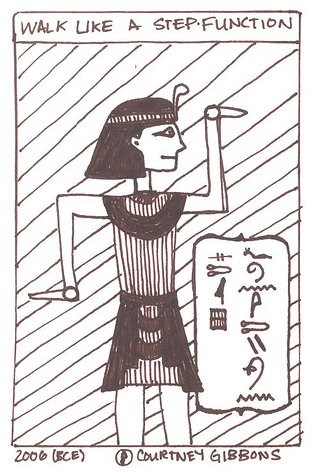 WALK LIKE A STEP-FUNCTION
2006 (BCE)
Ⓟ COURTNEY GIBBONS